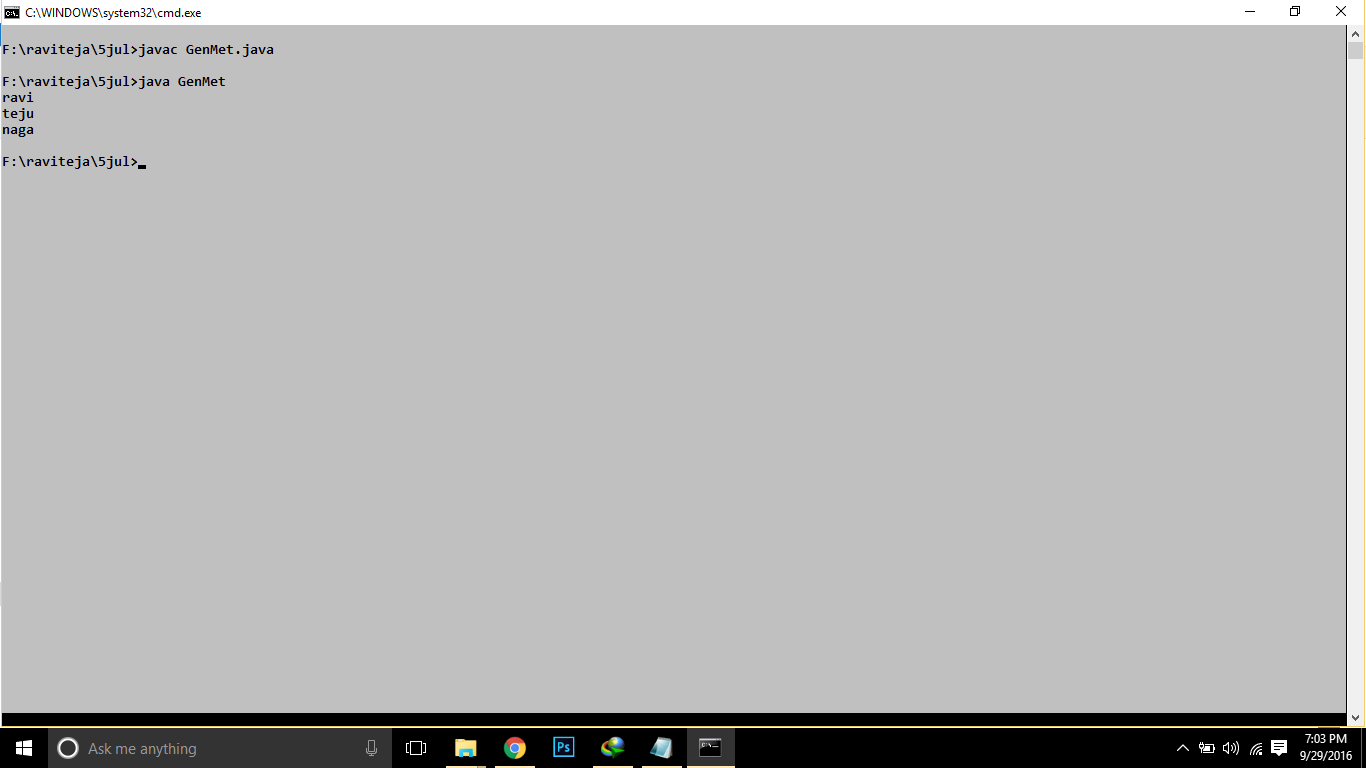 C:\WINDOWS\system32\cmd.exe
F:\raviteja\5jul>javac GenMet.java
F:\raviteja\5jul>java GenMet
ravi
teju
naga
F:\raviteja\5jul>
Ask me anything
Ps
7:03 PM
9/29/2016